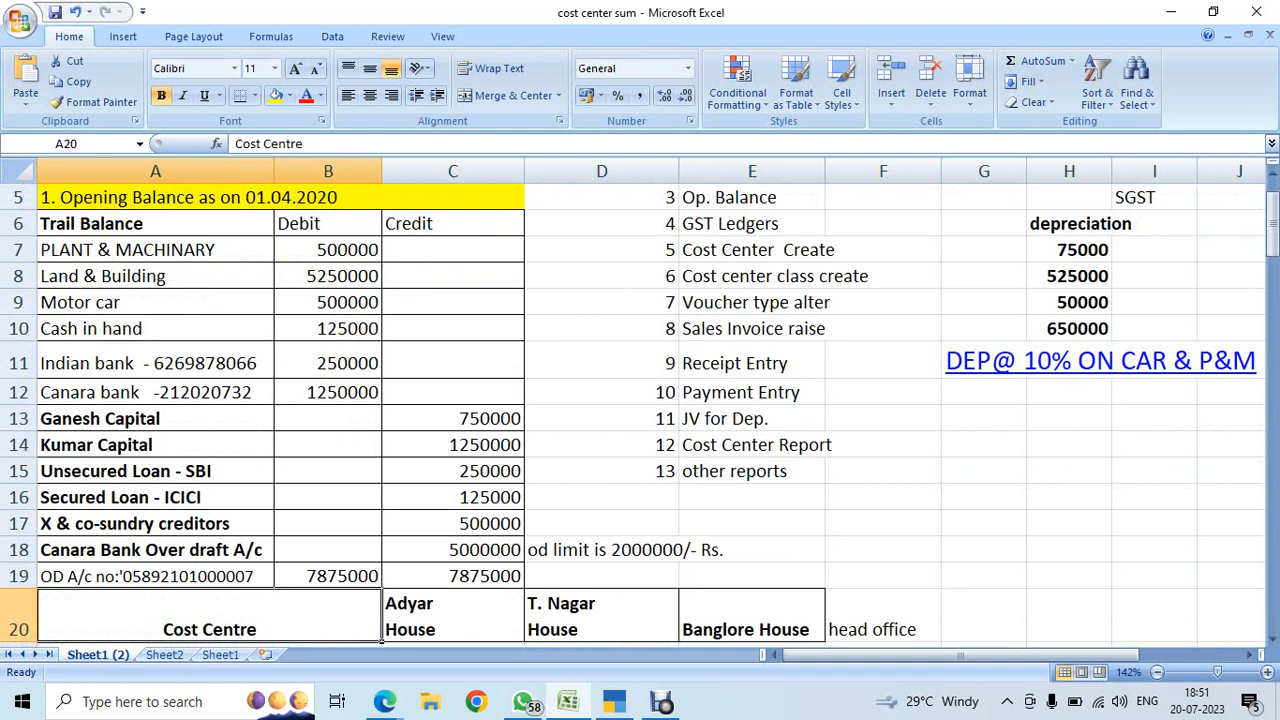 cost center sum - Microsoft Excel
Home Insert Page Layout Formulas Data Review View
Paste Cut Copy Format Painter Clipboard
Calibri 11 A A B I U A Font
Wrap Text Merge & Center Alignment
General % , Number
Conditional Formatting Format as Table Cell Styles Styles
Insert Delete Format Cells
Σ AutoSum Fill Clear Sort & Filter Find & Select Editing
A20 fx Cost Centre
A B C D E F G H I J
5 1. Opening Balance as on 01.04.2020 3 Op. Balance SGST
6 Trail Balance Debit Credit 4 GST Ledgers depreciation
7 PLANT & MACHINARY 500000 5 Cost Center Create 75000
8 Land & Building 5250000 6 Cost center class create 525000
9 Motor car 500000 7 Voucher type alter 50000
10 Cash in hand 125000 8 Sales Invoice raise 650000
11 Indian bank - 6269878066 250000 9 Receipt Entry DEP@ 10% ON CAR & P&M
12 Canara bank -212020732 1250000 10 Payment Entry
13 Ganesh Capital 750000 11 JV for Dep.
14 Kumar Capital 1250000 12 Cost Center Report
15 Unsecured Loan - SBI 250000 13 other reports
16 Secured Loan - ICICI 125000
17 X & co-sundry creditors 500000
18 Canara Bank Over draft A/c 5000000 od limit is 2000000/- Rs.
19 OD A/c no:'05892101000007 7875000 7875000
20 Cost Centre Adyar House T. Nagar House Banglore House head office
Sheet1 (2) Sheet2 Sheet1
Ready 142%
Type here to search 58 29°C Windy ENG 18:51 20-07-2023 5